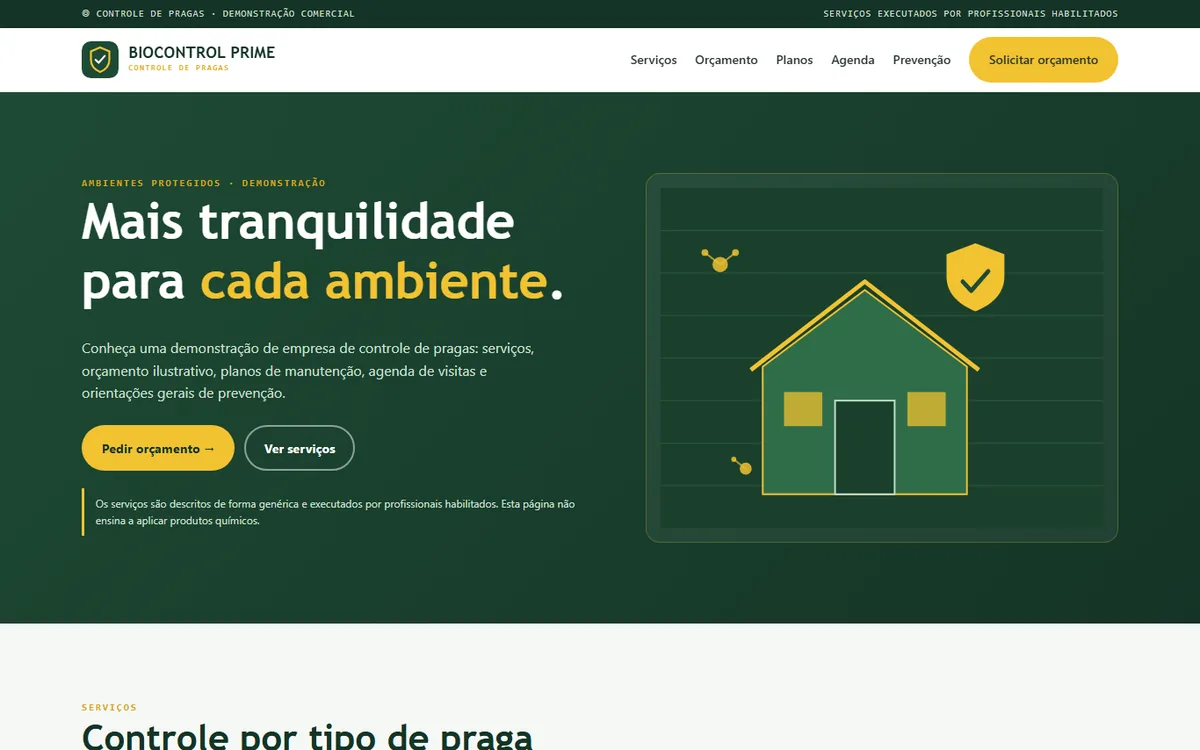 CONTROLE DE PRAGAS · DEMONSTRAÇÃO COMERCIAL
SERVIÇOS EXECUTADOS POR PROFISSIONAIS HABILITADOS
BIOCONTROL PRIME
CONTROLE DE PRAGAS
Serviços
Orçamento
Planos
Agenda
Prevenção
Solicitar orçamento
AMBIENTES PROTEGIDOS · DEMONSTRAÇÃO
Mais tranquilidade
para cada ambiente.
Conheça uma demonstração de empresa de controle de pragas: serviços,
orçamento ilustrativo, planos de manutenção, agenda de visitas e
orientações gerais de prevenção.
Pedir orçamento →
Ver serviços
Os serviços são descritos de forma genérica e executados por profissionais habilitados. Esta página não
ensina a aplicar produtos químicos.
SERVIÇOS
Controle por tipo de praga